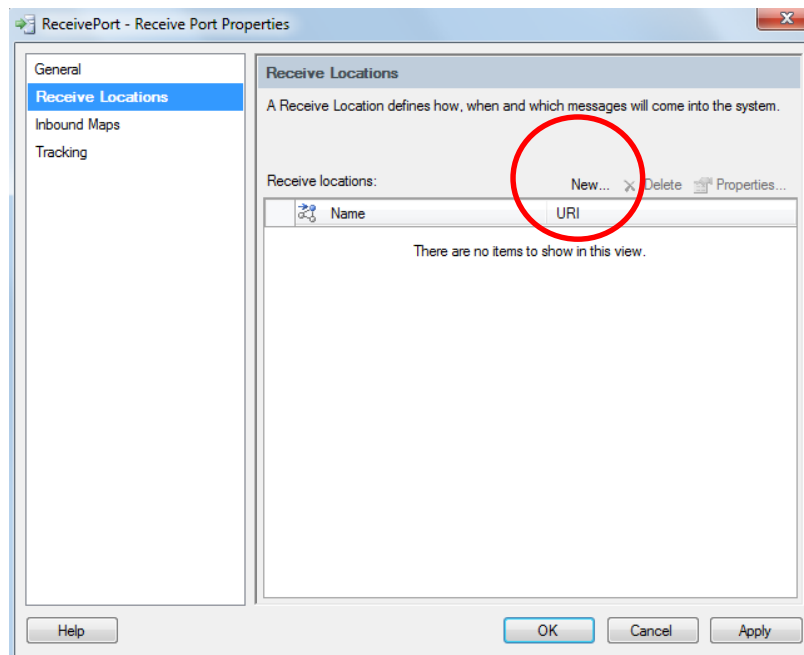 ReceivePort - Receive Port Properties
General
Receive Locations
Inbound Maps
Tracking
Receive Locations
A Receive Location defines how, when and which messages will come into the system.
Receive locations: New... Delete Properties...
Name URI
There are no items to show in this view.
Help OK Cancel Apply